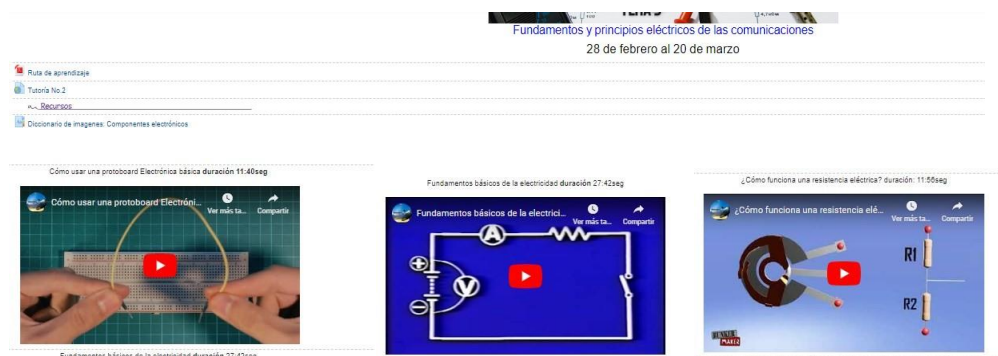 TEMA 3
Fundamentos y principios eléctricos de las comunicaciones
28 de febrero al 20 de marzo
Ruta de aprendizaje
Tutoría No.2
Recursos
Diccionario de imagenes: Componentes electrónicos
Cómo usar una protoboard Electrónica básica duración 11:40seg
Cómo usar una protoboard Electróni...
Ver más ta...
Compartir
Fundamentos básicos de la electricidad duración 27:42seg
Fundamentos básicos de la electrici...
Ver más ta...
Compartir
A
V
¿Cómo funciona una resistencia eléctrica? duración: 11:56seg
¿Cómo funciona una resistencia elé...
Ver más ta...
Compartir
R1
R2
BUNKER
MAKER
Fundamentos básicos de la electricidad duración 27:42seg